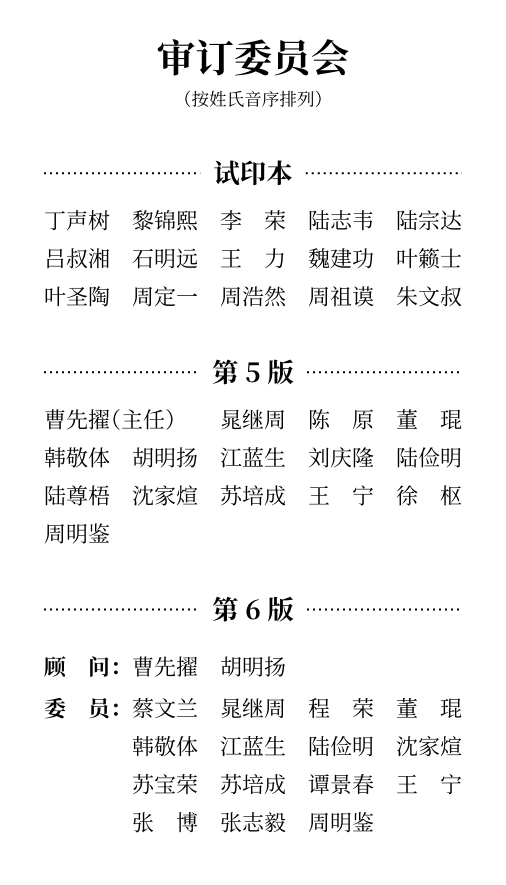 审订委员会
（按姓氏音序排列）
试印本
丁声树 黎锦熙 李 荣 陆志韦 陆宗达
吕叔湘 石明远 王 力 魏建功 叶籁士
叶圣陶 周定一 周浩然 周祖谟 朱文叔
第 5 版
曹先擢（主任） 晁继周 陈 原 董 琨
韩敬体 胡明扬 江蓝生 刘庆隆 陆俭明
陆尊梧 沈家煊 苏培成 王 宁 徐 枢
周明鉴
第 6 版
顾 问：曹先擢 胡明扬
委 员：蔡文兰 晁继周 程 荣 董 琨
韩敬体 江蓝生 陆俭明 沈家煊
苏宝荣 苏培成 谭景春 王 宁
张 博 张志毅 周明鉴